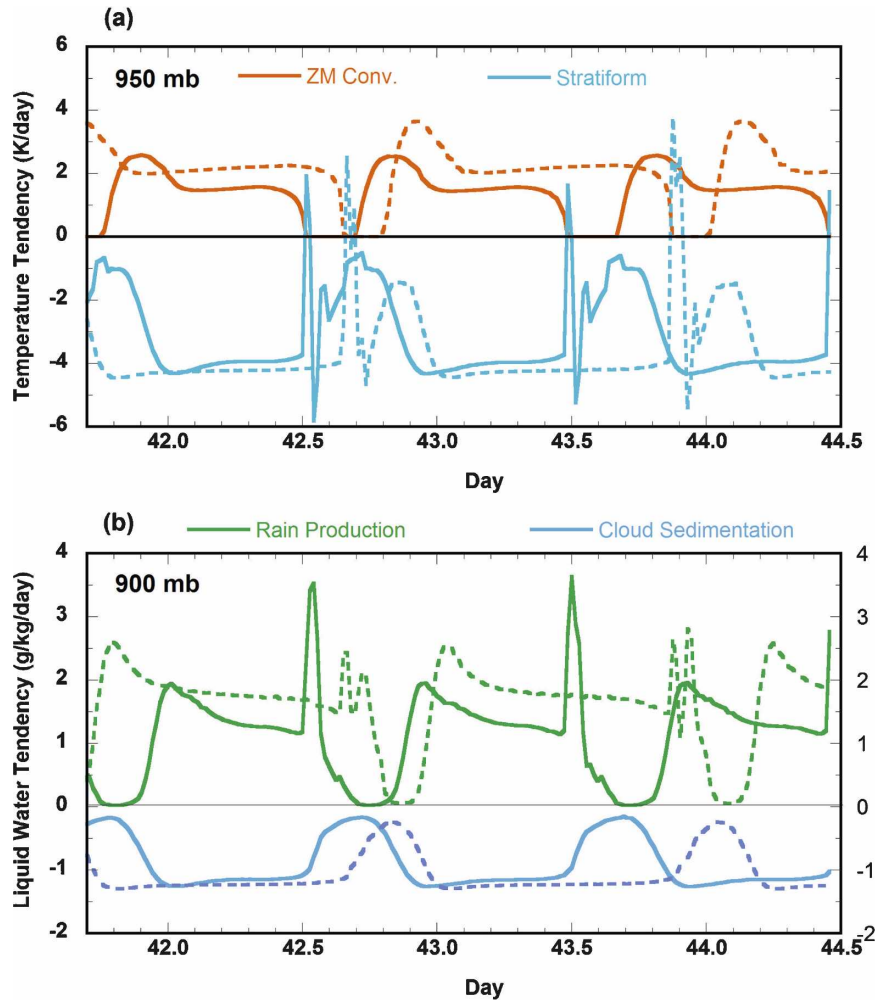 (a)
950 mb
ZM Conv.
Stratiform
Temperature Tendency (K/day)
6
4
2
0
-2
-4
-6
42.0
42.5
43.0
43.5
44.0
44.5
Day
(b)
Rain Production
Cloud Sedimentation
900 mb
Liquid Water Tendency (g/kg/day)
4
3
2
1
0
-1
-2
4
3
2
1
0
-1
-2
42.0
42.5
43.0
43.5
44.0
44.5
Day